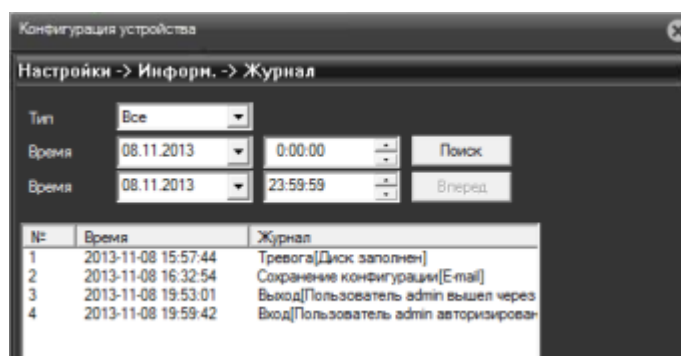 Конфигурация устройства
Настройки -> Информ. -> Журнал
Тип Все
Время 08.11.2013 0:00:00 Поиск
Время 08.11.2013 23:59:59 Вперед
№ Время Журнал
1 2013-11-08 15:57:44 Тревога[Диск заполнен]
2 2013-11-08 16:32:54 Сохранение конфигурации[E-mail]
3 2013-11-08 19:53:01 Выход[Пользователь admin вышел через
4 2013-11-08 19:59:42 Вход[Пользователь admin авторизирован